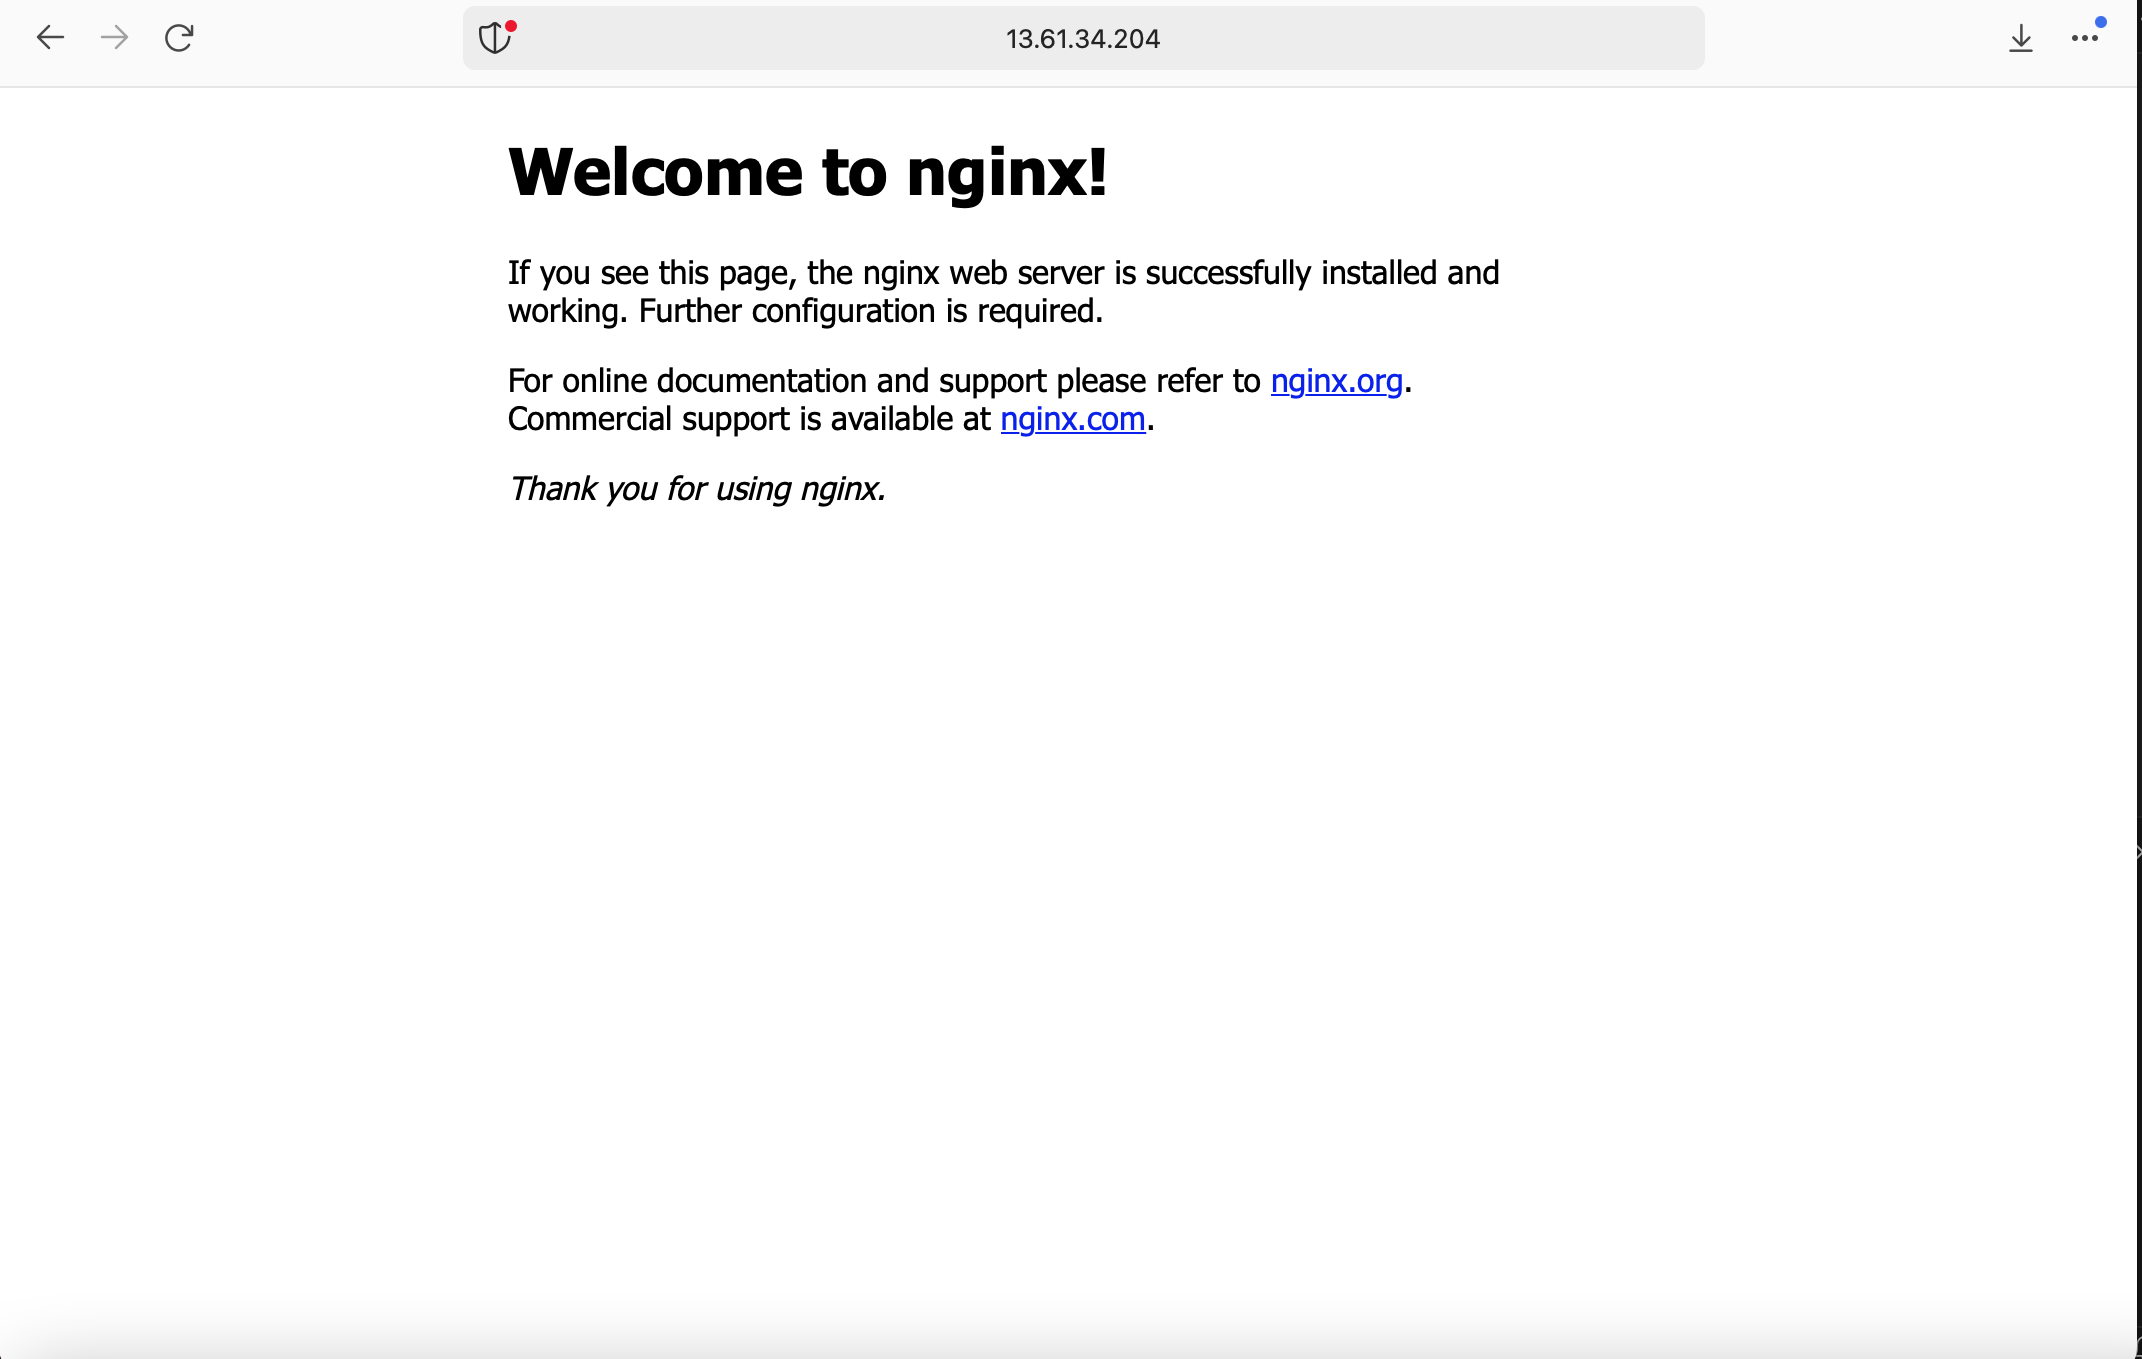 13.61.34.204
Welcome to nginx!
If you see this page, the nginx web server is successfully installed and
working. Further configuration is required.
For online documentation and support please refer to nginx.org.
Commercial support is available at nginx.com.
Thank you for using nginx.